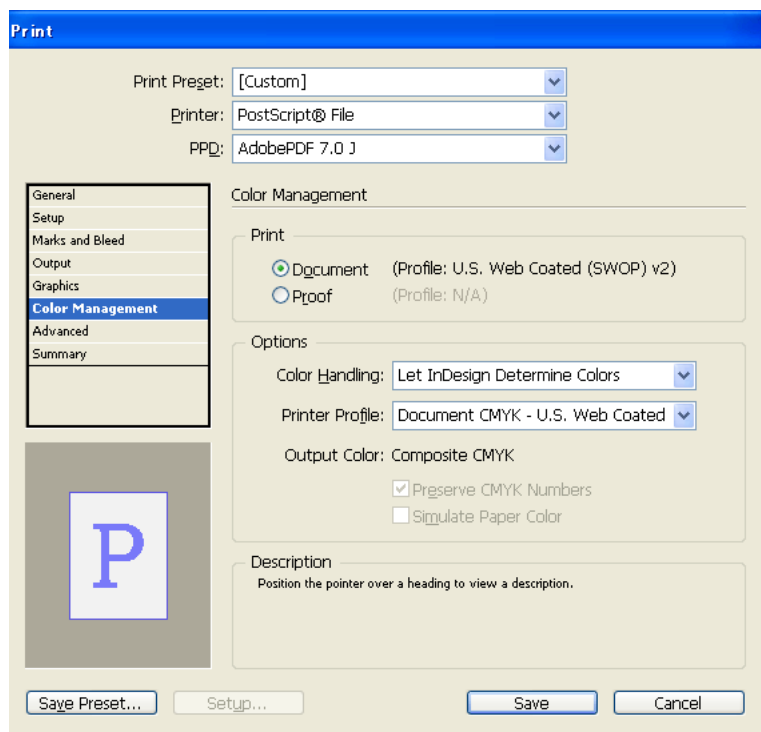 Print
Print Preset: [Custom]
Printer: PostScript® File
PPD: AdobePDF 7.0 J
General
Setup
Marks and Bleed
Output
Graphics
Color Management
Advanced
Summary
Color Management
Print
Document (Profile: U.S. Web Coated (SWOP) v2)
Proof (Profile: N/A)
Options
Color Handling: Let InDesign Determine Colors
Printer Profile: Document CMYK - U.S. Web Coated
Output Color: Composite CMYK
Preserve CMYK Numbers
Simulate Paper Color
P
Description
Position the pointer over a heading to view a description.
Save Preset... Setup... Save Cancel